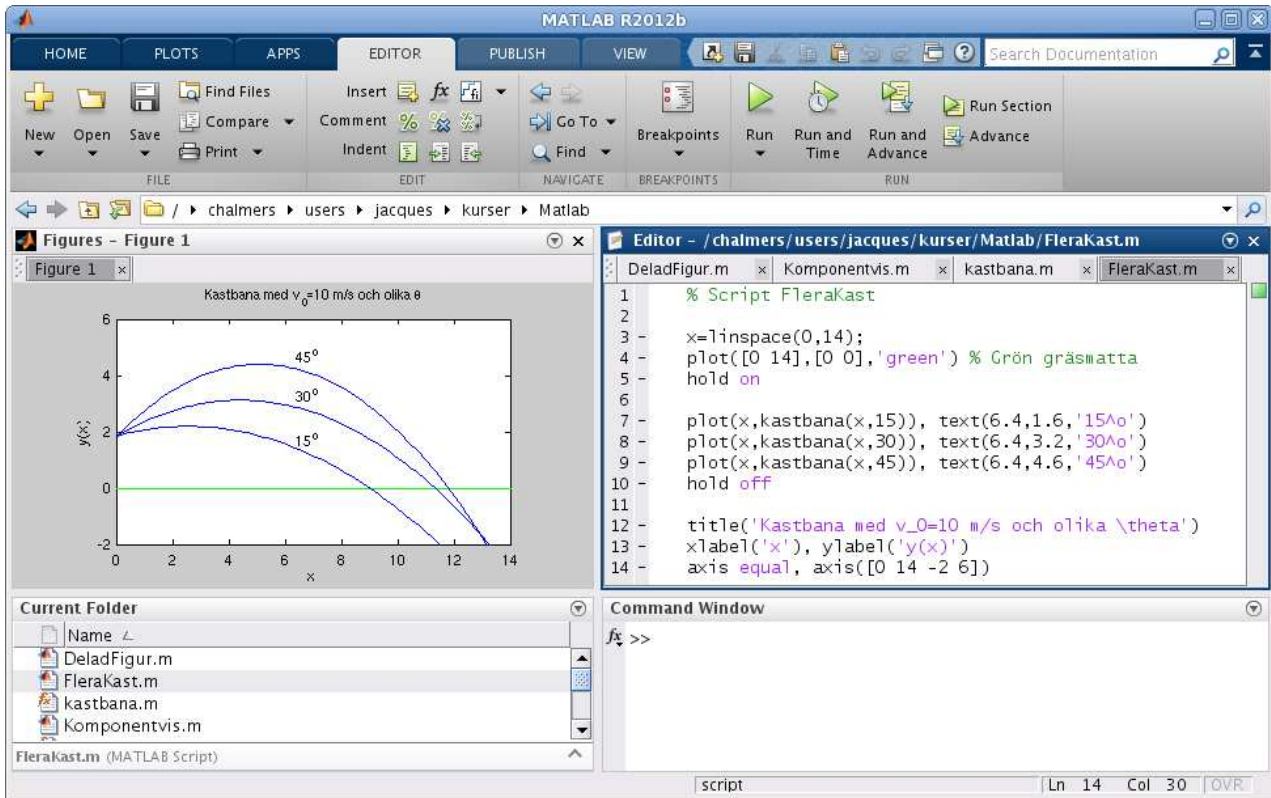 MATLAB R2012b
HOME PLOTS APPS EDITOR PUBLISH VIEW Search Documentation
New Open Save Find Files Compare Print
FILE
Insert fx fi
Comment % %
Indent
EDIT
Go To
Find
NAVIGATE
Breakpoints
BREAKPOINTS
Run Run and Time Run and Advance Run Section Advance
RUN
/ chalmers users jacques kurser Matlab
Figures - Figure 1
Figure 1
Kastbana med v_0=10 m/s och olika θ
6
4
2
0
-2
y(x)
45o
30o
15o
0 2 4 6 8 10 12 14
x
Editor - /chalmers/users/jacques/kurser/Matlab/FleraKast.m
DeladFigur.m Komponentvis.m kastbana.m FleraKast.m
1 % Script FleraKast
2
3 - x=linspace(0,14);
4 - plot([0 14],[0 0],'green') % Grön gräsmatta
5 - hold on
6
7 - plot(x,kastbana(x,15)), text(6.4,1.6,'15^o')
8 - plot(x,kastbana(x,30)), text(6.4,3.2,'30^o')
9 - plot(x,kastbana(x,45)), text(6.4,4.6,'45^o')
10 - hold off
11
12 - title('Kastbana med v_0=10 m/s och olika \theta')
13 - xlabel('x'), ylabel('y(x)')
14 - axis equal, axis([0 14 -2 6])
Current Folder
Name
DeladFigur.m
FleraKast.m
kastbana.m
Komponentvis.m
FleraKast.m (MATLAB Script)
Command Window
fx >>
script Ln 14 Col 30 OVR